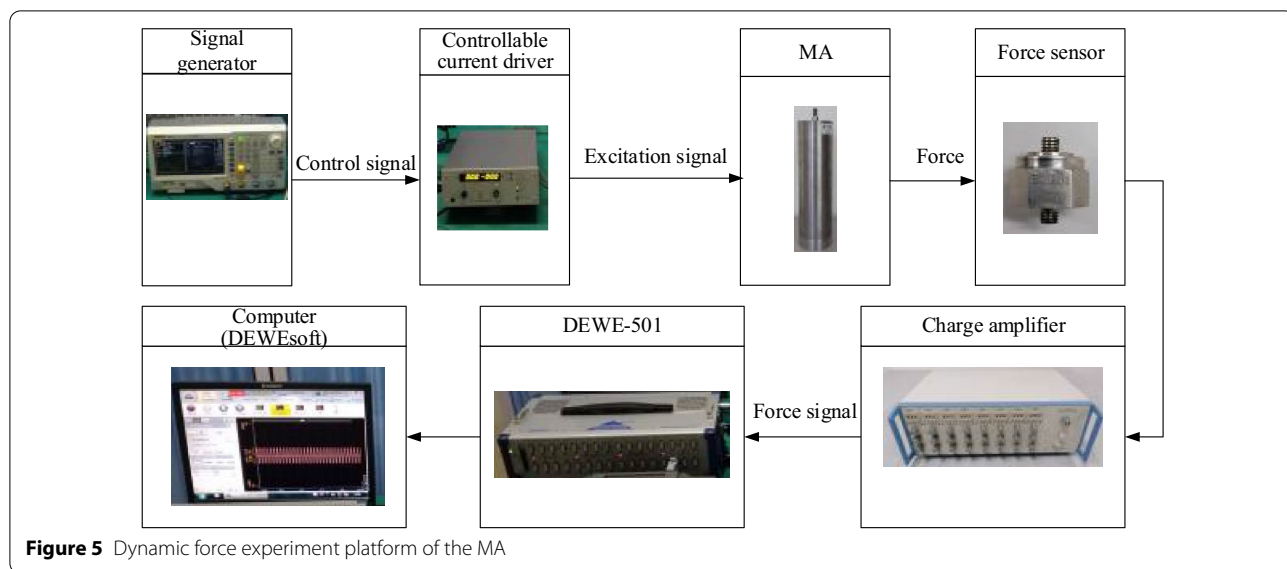 Signal
generator
Controllable
current driver
MA
Force sensor
Control signal
Excitation signal
Force
Computer
(DEWEsoft)
DEWE-501
Charge amplifier
Force signal
Figure 5 Dynamic force experiment platform of the MA